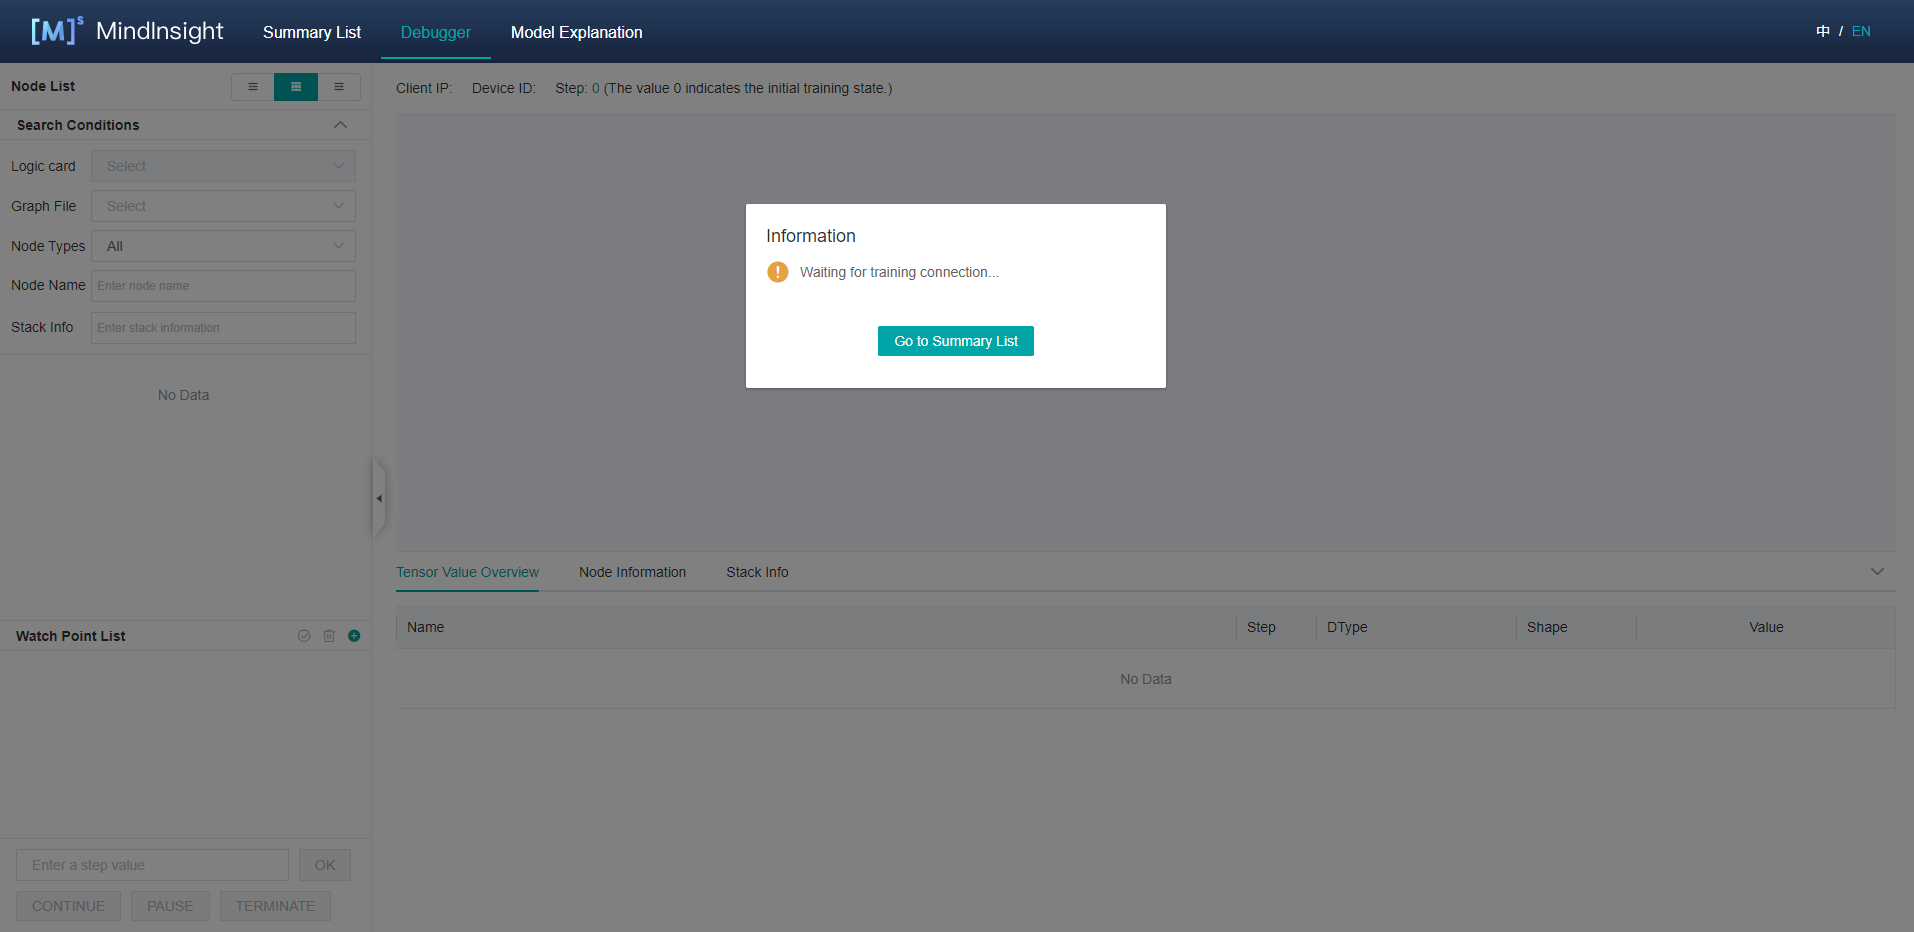 [M]s MindInsight Summary List Debugger Model Explanation 中 / EN
Node List
Client IP: Device ID: Step: 0 (The value 0 indicates the initial training state.)
Search Conditions
Logic card Select
Graph File Select
Node Types All
Node Name Enter node name
Stack Info Enter stack information
No Data
Information
! Waiting for training connection...
Go to Summary List
Tensor Value Overview Node Information Stack Info
Name Step DType Shape Value
No Data
Watch Point List
Enter a step value OK
CONTINUE PAUSE TERMINATE